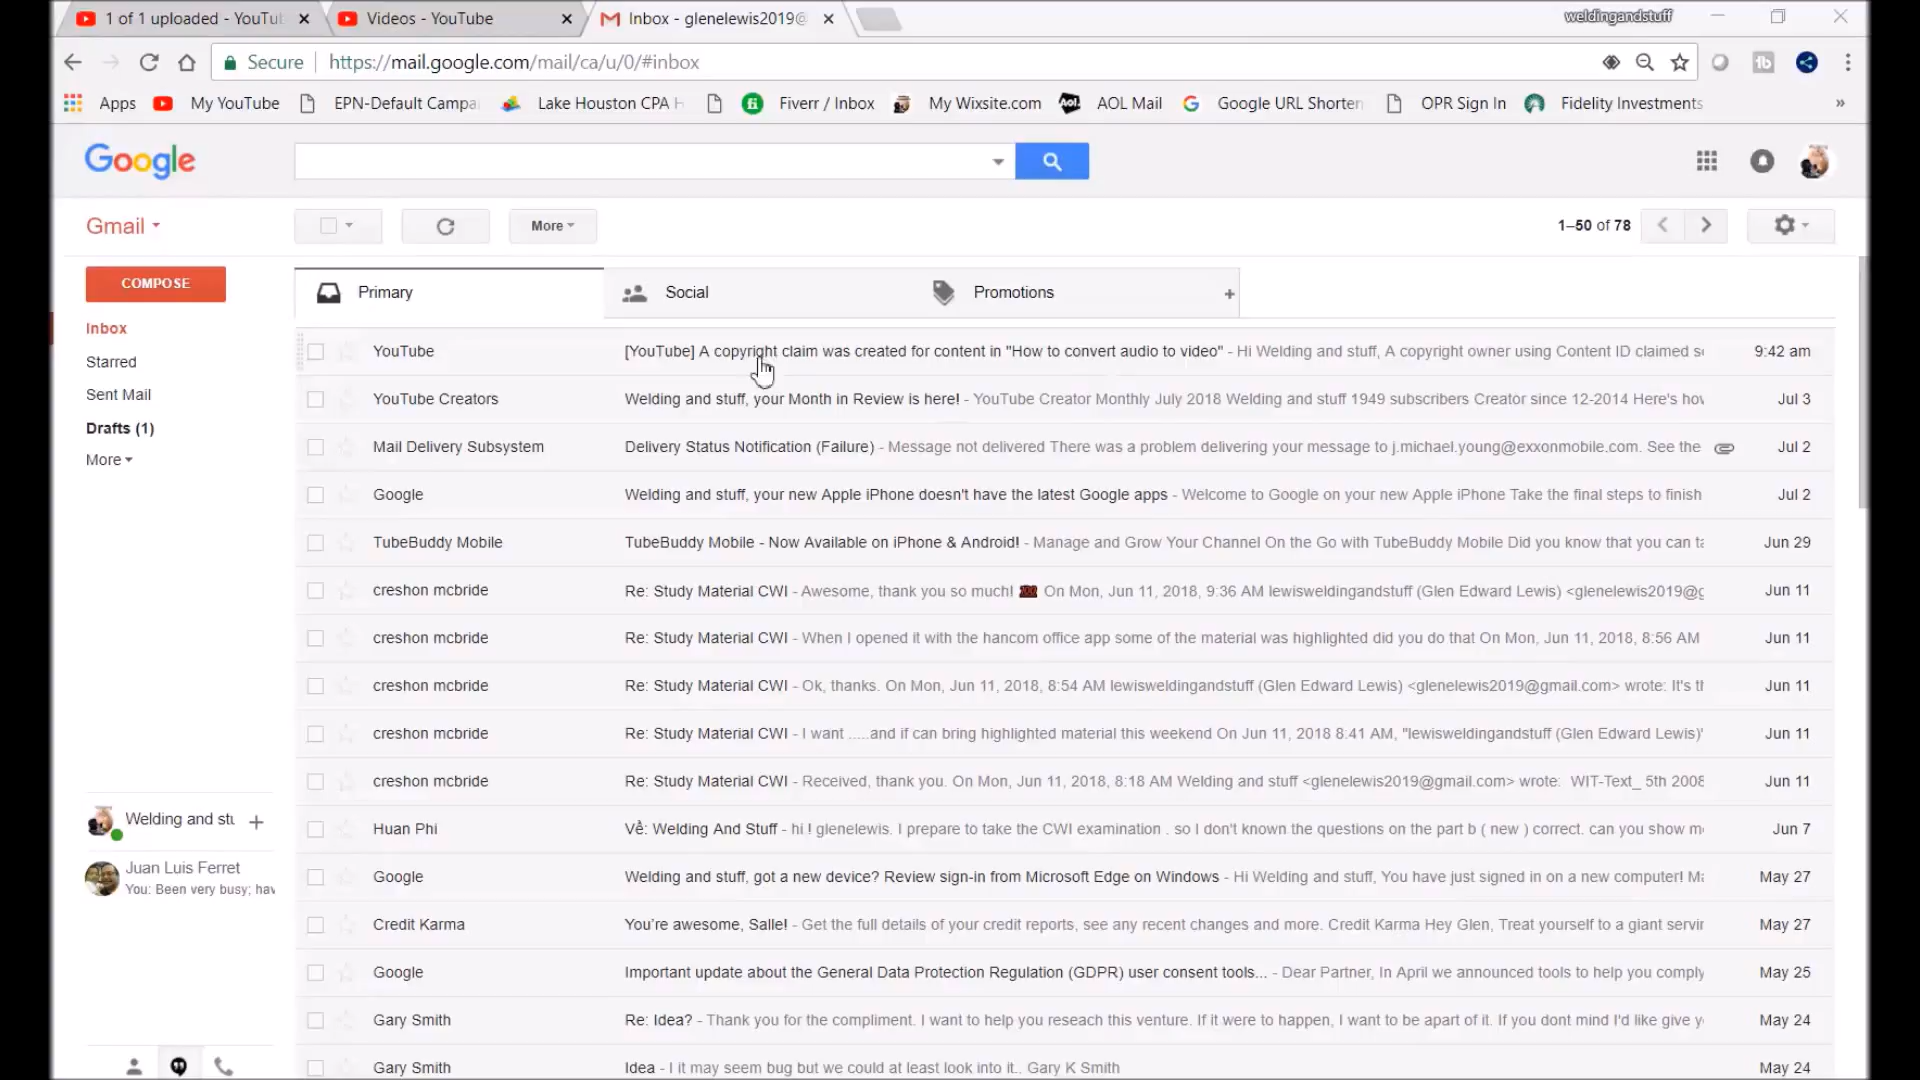 1 of 1 uploaded - YouTu
Videos - YouTube
Inbox - glenelewis2019@
weldingandstuff
Secure
https://mail.google.com/mail/ca/u/0/#inbox
Apps
My YouTube
EPN-Default Campa
Lake Houston CPA H
fi
Fiverr / Inbox
My Wixsite.com
Aol.
AOL Mail
Google URL Shorten
OPR Sign In
Fidelity Investments
»
Google
Gmail
More
1–50 of 78
COMPOSE
Primary
Social
Promotions
+
Inbox
Starred
Sent Mail
Drafts (1)
More
YouTube [YouTube] A copyright claim was created for content in "How to convert audio to video" - Hi Welding and stuff, A copyright owner using Content ID claimed s 9:42 am
YouTube Creators Welding and stuff, your Month in Review is here! - YouTube Creator Monthly July 2018 Welding and stuff 1949 subscribers Creator since 12-2014 Here's how Jul 3
Mail Delivery Subsystem Delivery Status Notification (Failure) - Message not delivered There was a problem delivering your message to j.michael.young@exxonmobile.com. See the Jul 2
Google Welding and stuff, your new Apple iPhone doesn't have the latest Google apps - Welcome to Google on your new Apple iPhone Take the final steps to finish Jul 2
TubeBuddy Mobile TubeBuddy Mobile - Now Available on iPhone & Android! - Manage and Grow Your Channel On the Go with TubeBuddy Mobile Did you know that you can ta Jun 29
creshon mcbride Re: Study Material CWI - Awesome, thank you so much! 💯 On Mon, Jun 11, 2018, 9:36 AM lewisweldingandstuff (Glen Edward Lewis) <glenelewis2019@g Jun 11
creshon mcbride Re: Study Material CWI - When I opened it with the hancom office app some of the material was highlighted did you do that On Mon, Jun 11, 2018, 8:56 AM Jun 11
creshon mcbride Re: Study Material CWI - Ok, thanks. On Mon, Jun 11, 2018, 8:54 AM lewisweldingandstuff (Glen Edward Lewis) <glenelewis2019@gmail.com> wrote: It's th Jun 11
creshon mcbride Re: Study Material CWI - I want .....and if can bring highlighted material this weekend On Jun 11, 2018 8:41 AM, "lewisweldingandstuff (Glen Edward Lewis)" Jun 11
creshon mcbride Re: Study Material CWI - Received, thank you. On Mon, Jun 11, 2018, 8:18 AM Welding and stuff <glenelewis2019@gmail.com> wrote: WIT-Text_ 5th 2008 Jun 11
Huan Phi Về: Welding And Stuff - hi ! glenelewis. I prepare to take the CWI examination . so I don't known the questions on the part b ( new ) correct. can you show m Jun 7
Google Welding and stuff, got a new device? Review sign-in from Microsoft Edge on Windows - Hi Welding and stuff, You have just signed in on a new computer! Ma May 27
Credit Karma You're awesome, Salle! - Get the full details of your credit reports, see any recent changes and more. Credit Karma Hey Glen, Treat yourself to a giant servin May 27
Google Important update about the General Data Protection Regulation (GDPR) user consent tools... - Dear Partner, In April we announced tools to help you comply May 25
Gary Smith Re: Idea? - Thank you for the compliment. I want to help you reseach this venture. If it were to happen, I want to be apart of it. If you dont mind I'd like give y May 24
Gary Smith Idea - I it may seem bug but we could at least look into it.. Gary K Smith May 24
Welding and stu +
Juan Luis Ferret
You: Been very busy; hav